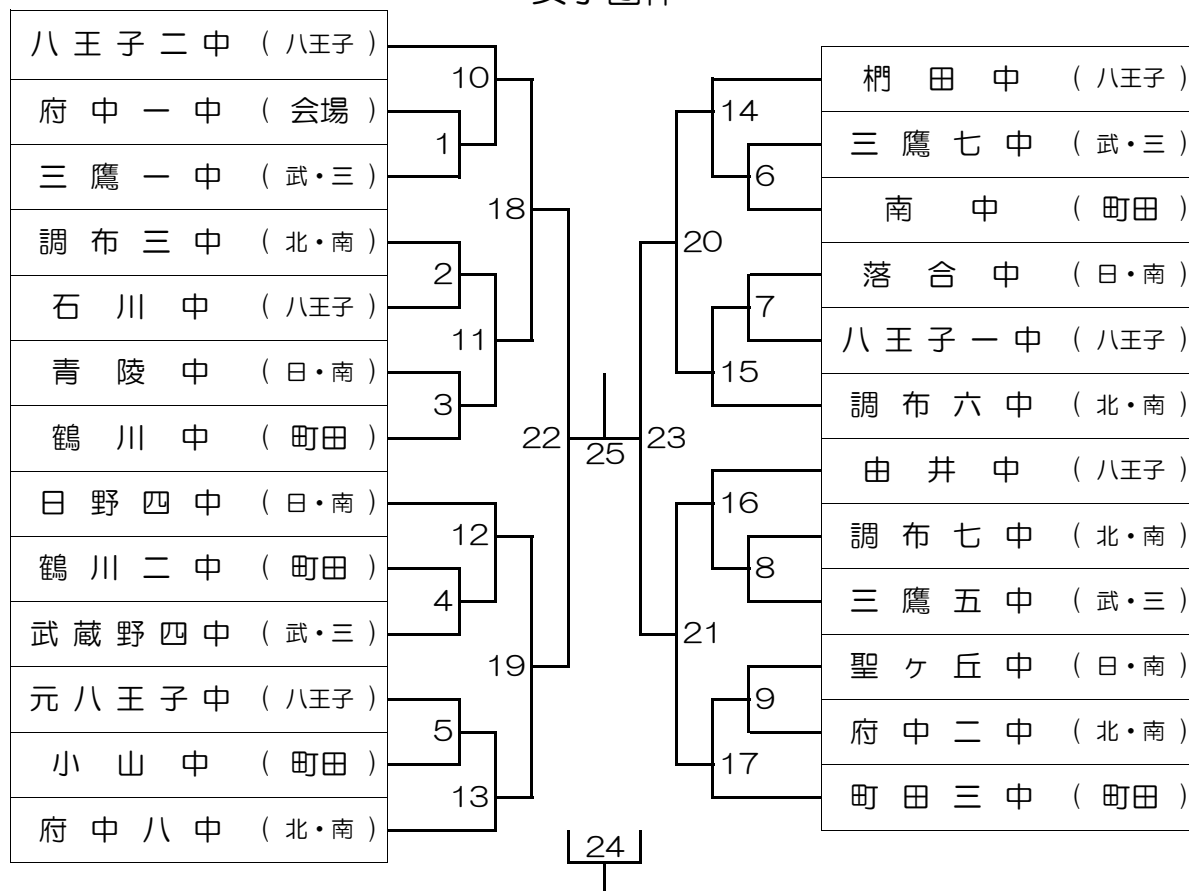 八王子二中 （八王子）
府中一中 （会場）
三鷹一中 （武・三）
調布三中 （北・南）
石川中 （八王子）
青陵中 （日・南）
鶴川中 （町田）
日野四中 （日・南）
鶴川二中 （町田）
武蔵野四中 （武・三）
元八王子中 （八王子）
小山中 （町田）
府中八中 （北・南）
10
1
18
2
11
3
22
12
4
19
5
13
25
24
23
14
6
20
7
15
16
8
21
9
17
椚田中 （八王子）
三鷹七中 （武・三）
南中 （町田）
落合中 （日・南）
八王子一中 （八王子）
調布六中 （北・南）
由井中 （八王子）
調布七中 （北・南）
三鷹五中 （武・三）
聖ヶ丘中 （日・南）
府中二中 （北・南）
町田三中 （町田）